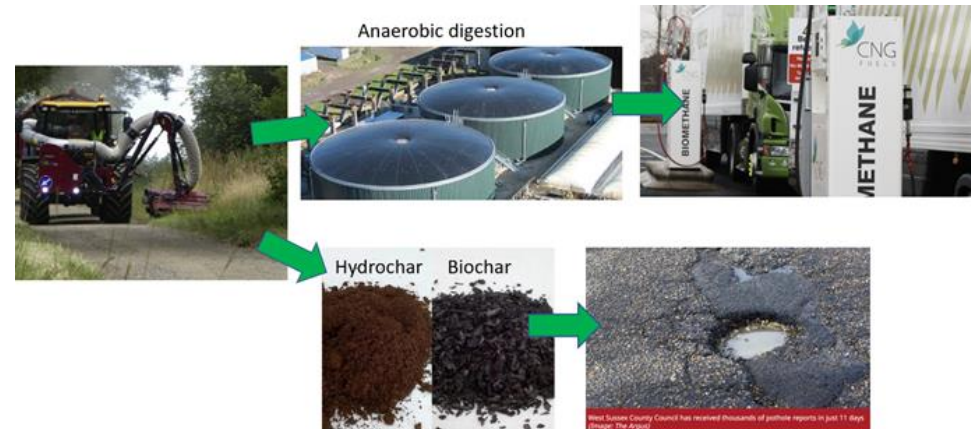 Anaerobic digestion
CNG
FUELS
BIOMETHANE
METHANE
Hydrochar Biochar
West Sussex County Council has received thousands of pothole reports in just 11 days
(Image: The Argus)